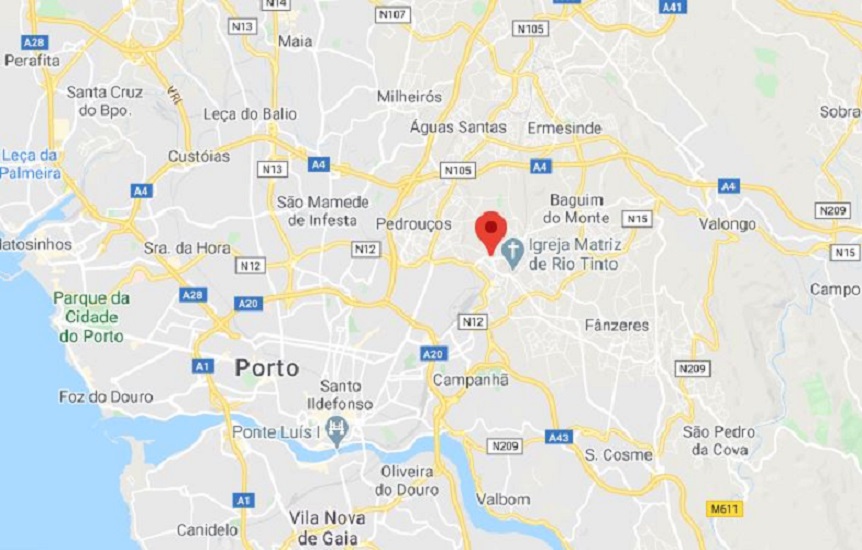 N14
A41
N107
N13
N105
A28
Maia
Perafita
Santa Cruz
do Bpo.
VRI
Milheirós
Sobra
Leça do Balio
Águas Santas
Ermesinde
Leça da
Palmeira
Custóias
A4
N13
N105
A4
A4
A4
São Mamede
de Infesta
Baguim
do Monte
Pedrouços
N15
N209
Valongo
Matosinhos
Sra. da Hora
N12
Igreja Matriz
de Rio Tinto
N15
N12
Campo
Parque da
Cidade
do Porto
A28
A20
N12
Fânzeres
A20
A1
Porto
N209
Campanhã
Santo
Ildefonso
Foz do Douro
Ponte Luís I
N209
A43
São Pedro
da Cova
S. Cosme
Oliveira
do Douro
A1
Valbom
M611
Canidelo
Vila Nova
de Gaia